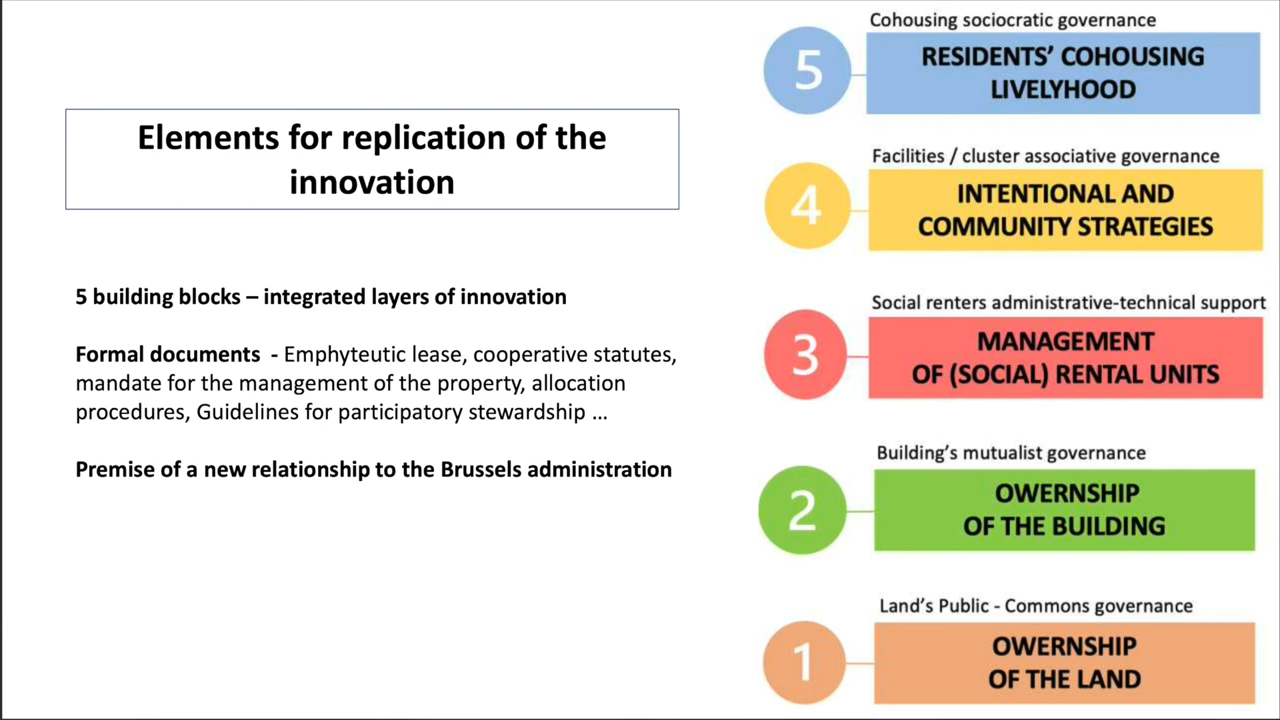 Elements for replication of the
innovation
5 building blocks – integrated layers of innovation
Formal documents  - Emphyteutic lease, cooperative statutes,
mandate for the management of the property, allocation
procedures, Guidelines for participatory stewardship ...
Premise of a new relationship to the Brussels administration
Cohousing sociocratic governance
5
RESIDENTS’ COHOUSING
LIVELYHOOD
Facilities / cluster associative governance
4
INTENTIONAL AND
COMMUNITY STRATEGIES
Social renters administrative-technical support
3
MANAGEMENT
OF (SOCIAL) RENTAL UNITS
Building’s mutualist governance
2
OWERNSHIP
OF THE BUILDING
Land’s Public - Commons governance
1
OWERNSHIP
OF THE LAND